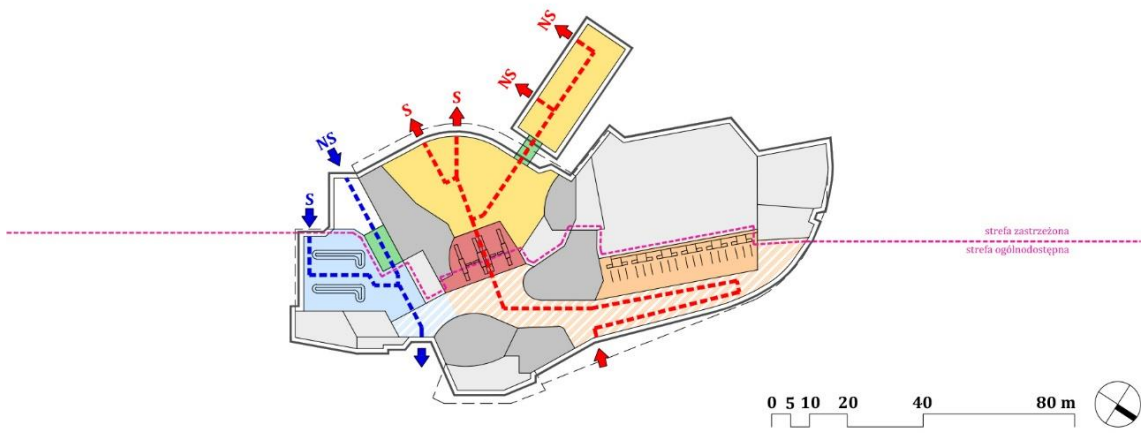 NS
NS
S
S
NS
S
strefa zastrzeżona
strefa ogólnodostępna
0 5 10 20 40 80 m